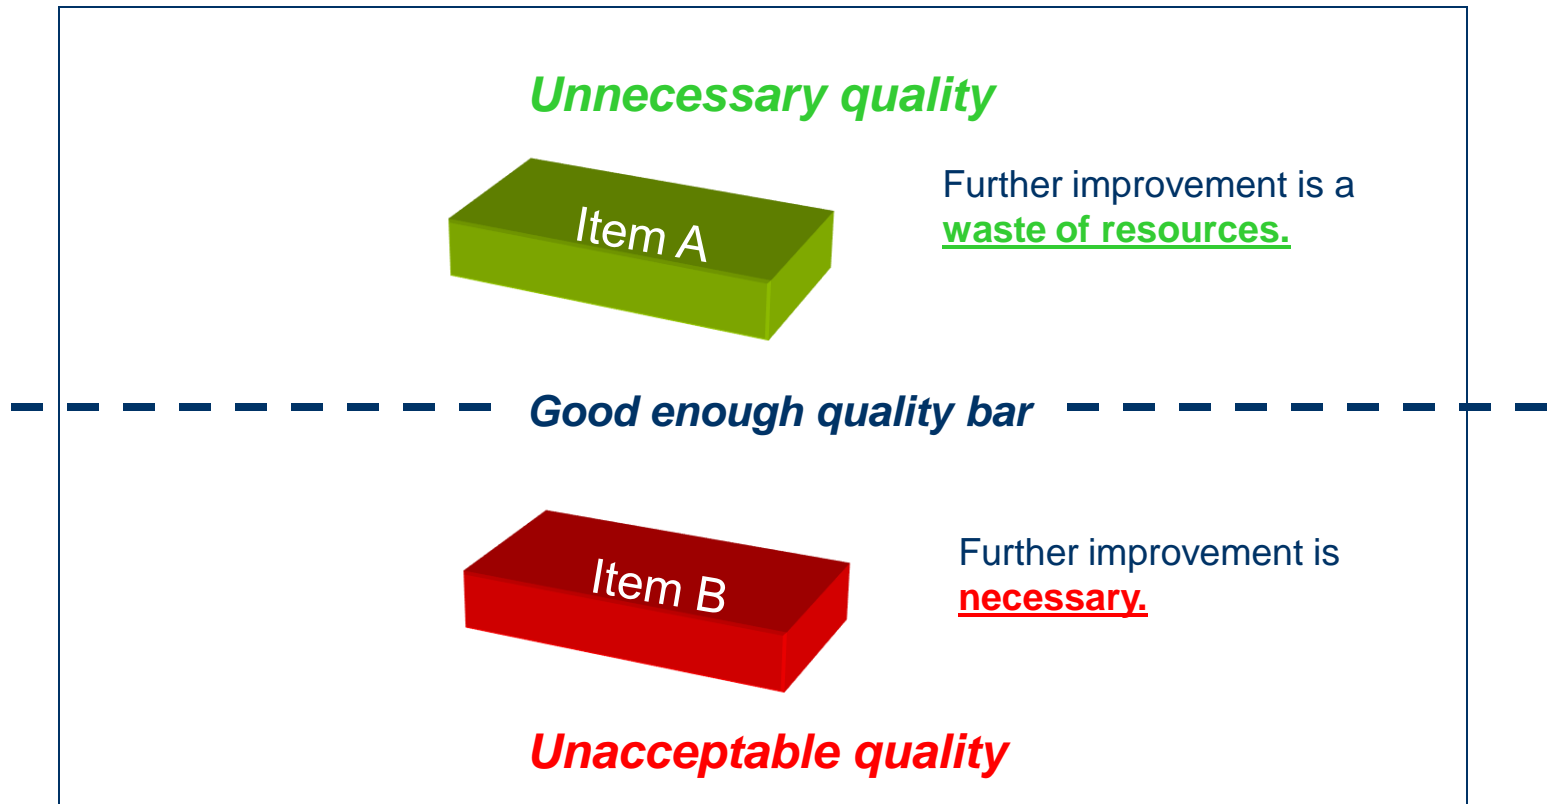 Unnecessary quality
Item A
Further improvement is a
waste of resources.
Good enough quality bar
Item B
Further improvement is
necessary.
Unacceptable quality